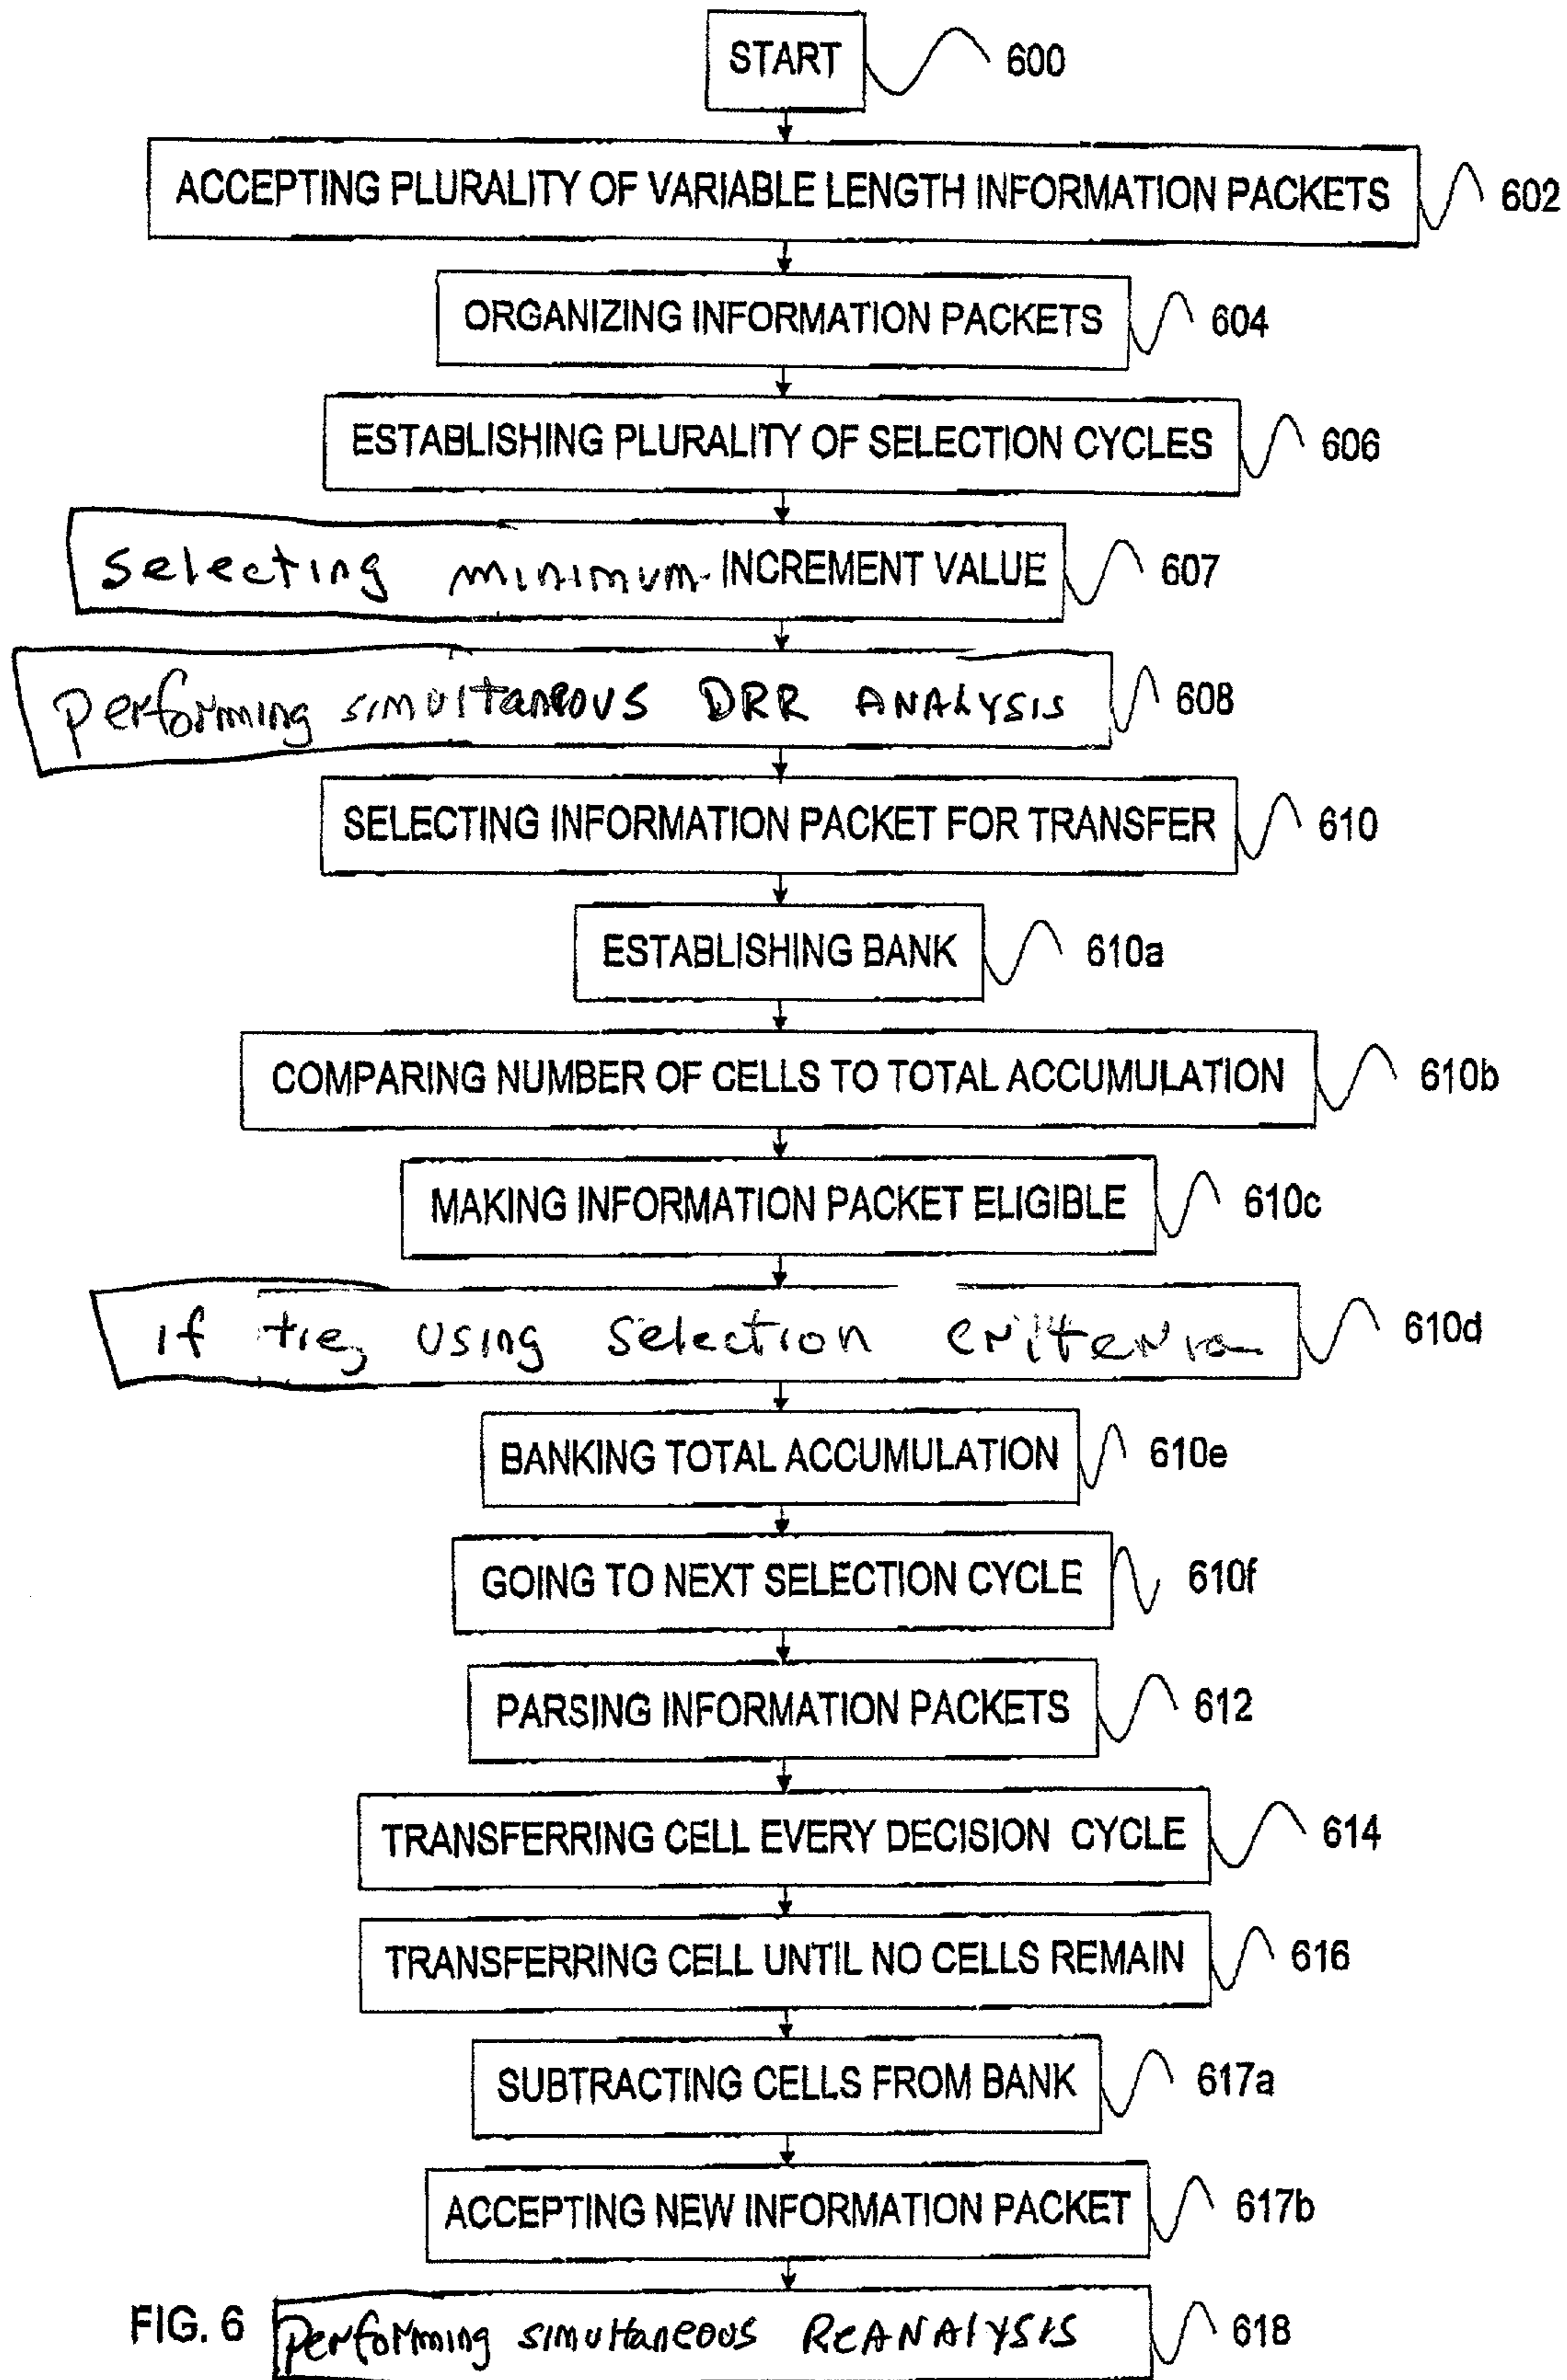 START 600
ACCEPTING PLURALITY OF VARIABLE LENGTH INFORMATION PACKETS 602
ORGANIZING INFORMATION PACKETS 604
ESTABLISHING PLURALITY OF SELECTION CYCLES 606
selecting minimum INCREMENT VALUE 607
performing simultaneous DRR ANALYSIS 608
SELECTING INFORMATION PACKET FOR TRANSFER 610
ESTABLISHING BANK 610a
COMPARING NUMBER OF CELLS TO TOTAL ACCUMULATION 610b
MAKING INFORMATION PACKET ELIGIBLE 610c
if tie, using selection criteria 610d
BANKING TOTAL ACCUMULATION 610e
GOING TO NEXT SELECTION CYCLE 610f
PARSING INFORMATION PACKETS 612
TRANSFERRING CELL EVERY DECISION CYCLE 614
TRANSFERRING CELL UNTIL NO CELLS REMAIN 616
SUBTRACTING CELLS FROM BANK 617a
ACCEPTING NEW INFORMATION PACKET 617b
FIG. 6 performing simultaneous REANALYSIS 618